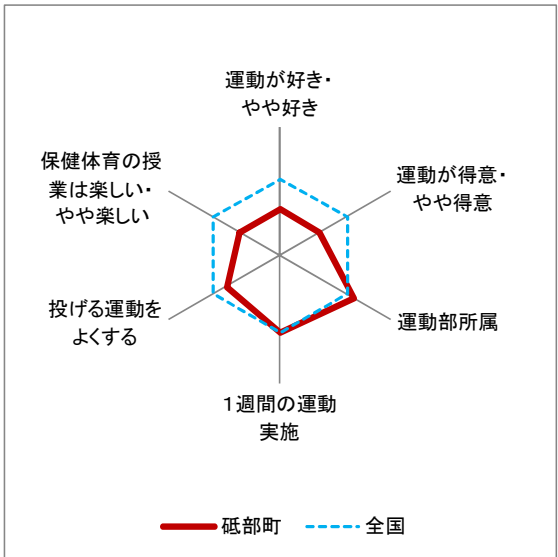 運動が好き・
やや好き
運動が得意・
やや得意
運動部所属
１週間の運動
実施
投げる運動を
よくする
保健体育の授
業は楽しい・
やや楽しい
砥部町
全国